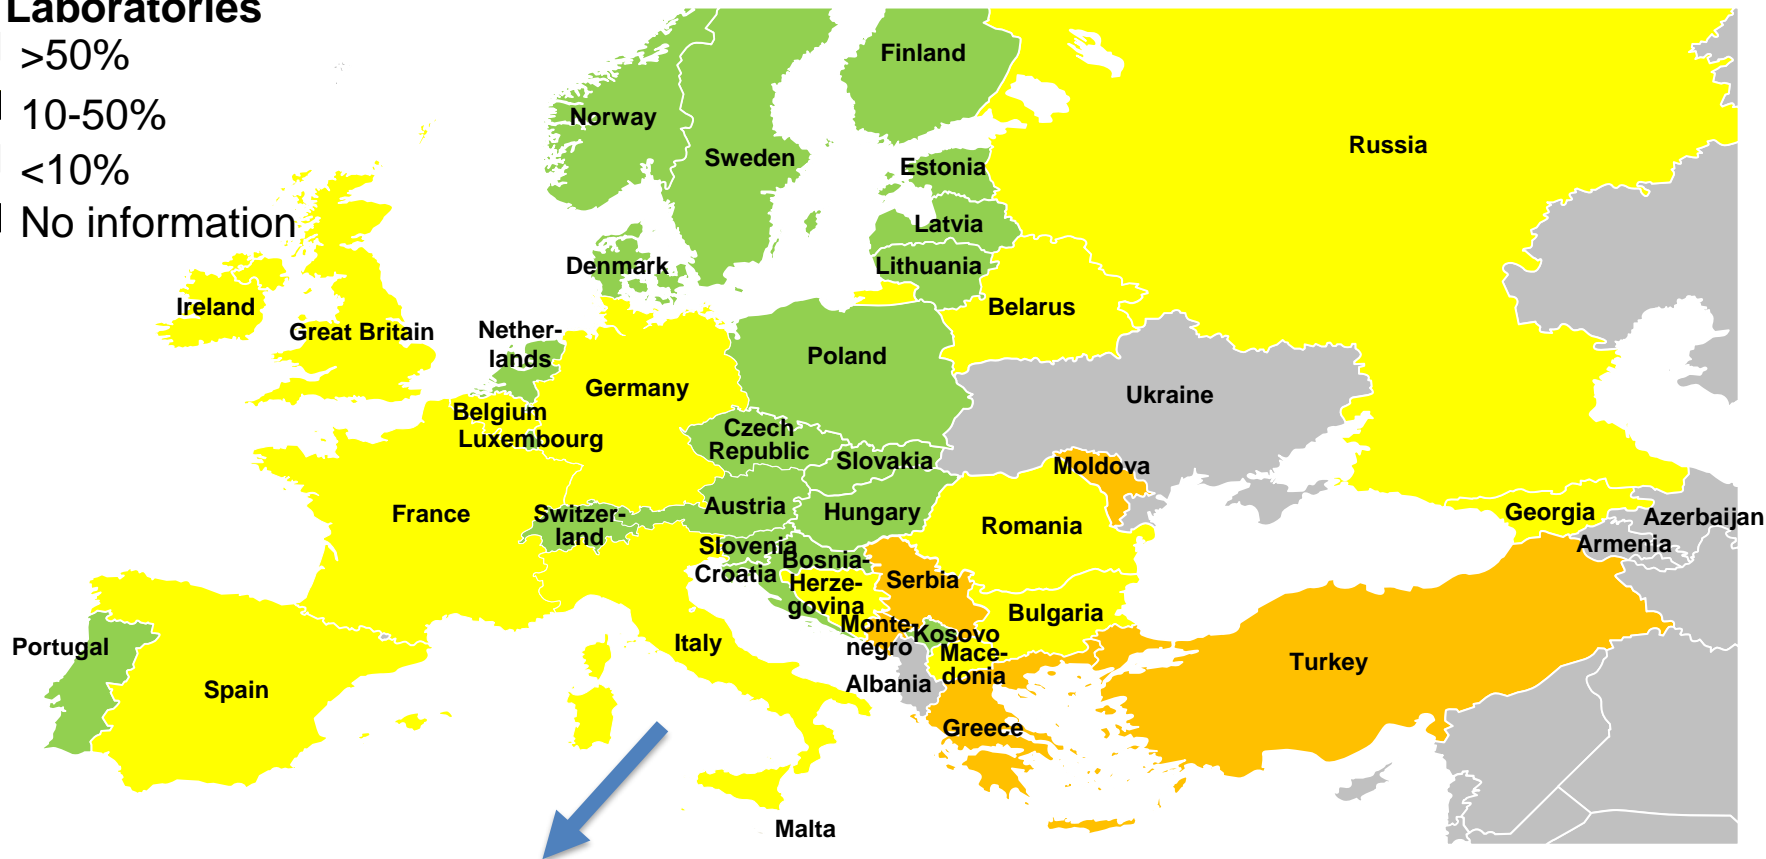 Laboratories
>50%
10-50%
<10%
No information
Finland
Norway
Sweden
Russia
Estonia
Latvia
Lithuania
Denmark
Ireland
Great Britain
Nether-
lands
Belarus
Poland
Germany
Ukraine
Belgium
Luxembourg
Czech
Republic
Slovakia
Moldova
France
Switzer-
land
Austria
Hungary
Romania
Georgia
Azerbaijan
Armenia
Slovenia
Croatia
Bosnia-
Herze-
govina
Serbia
Bulgaria
Monte-
negro
Kosovo
Mace-
donia
Albania
Italy
Portugal
Spain
Turkey
Greece
Malta